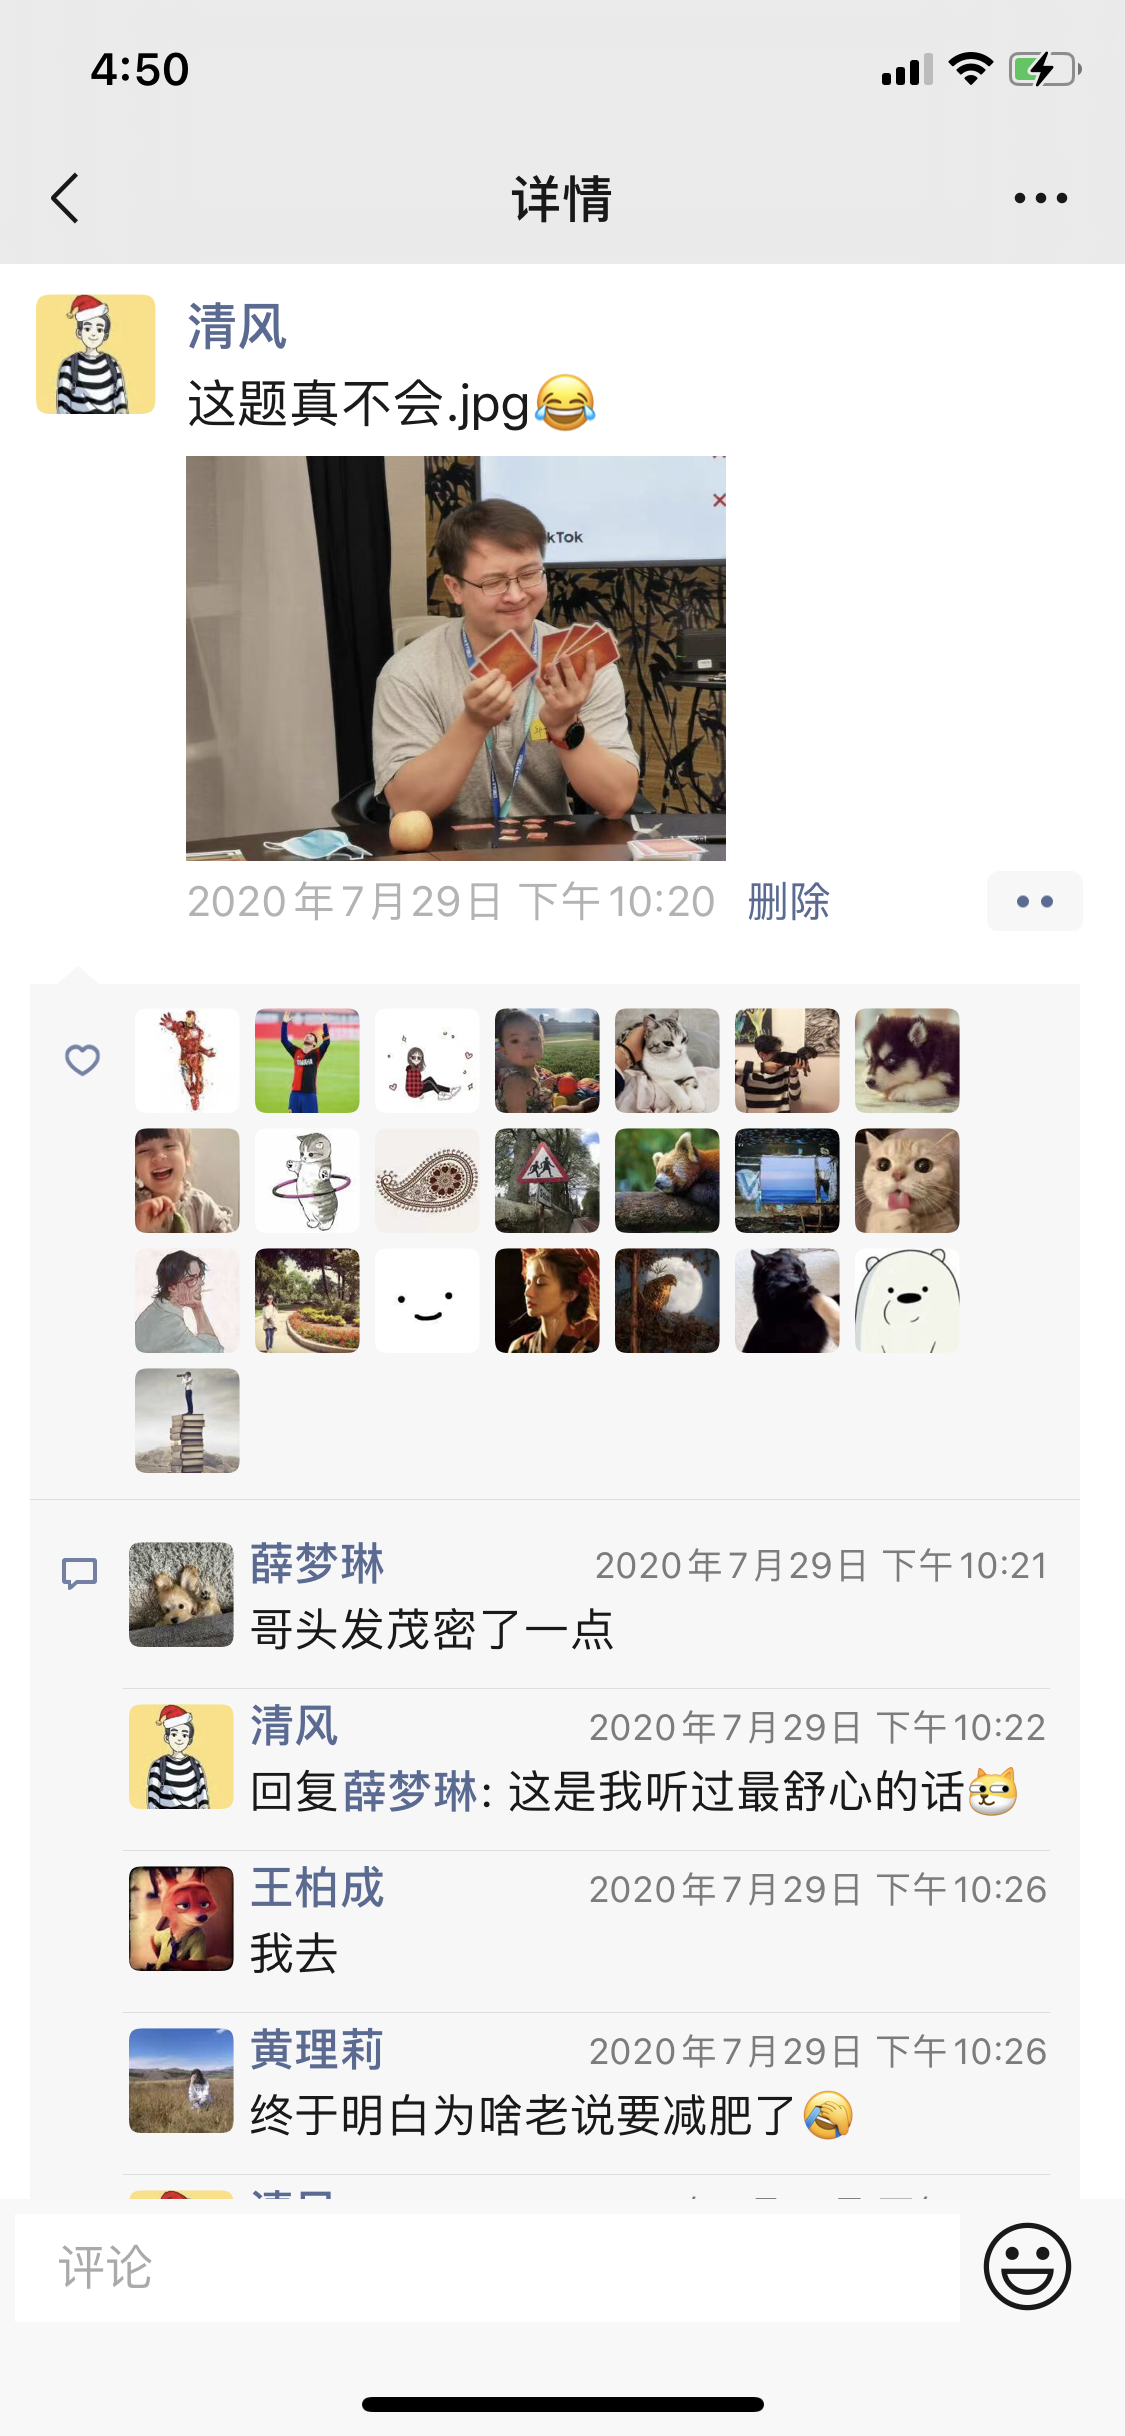 4:50
详情
清风
这题真不会.jpg😂
kTok
2020年7月29日 下午10:20 删除
薛梦琳 2020年7月29日 下午10:21
哥头发茂密了一点
清风 2020年7月29日 下午10:22
回复薛梦琳: 这是我听过最舒心的话
王柏成 2020年7月29日 下午10:26
我去
黄理莉 2020年7月29日 下午10:26
终于明白为啥老说要减肥了
清风
评论